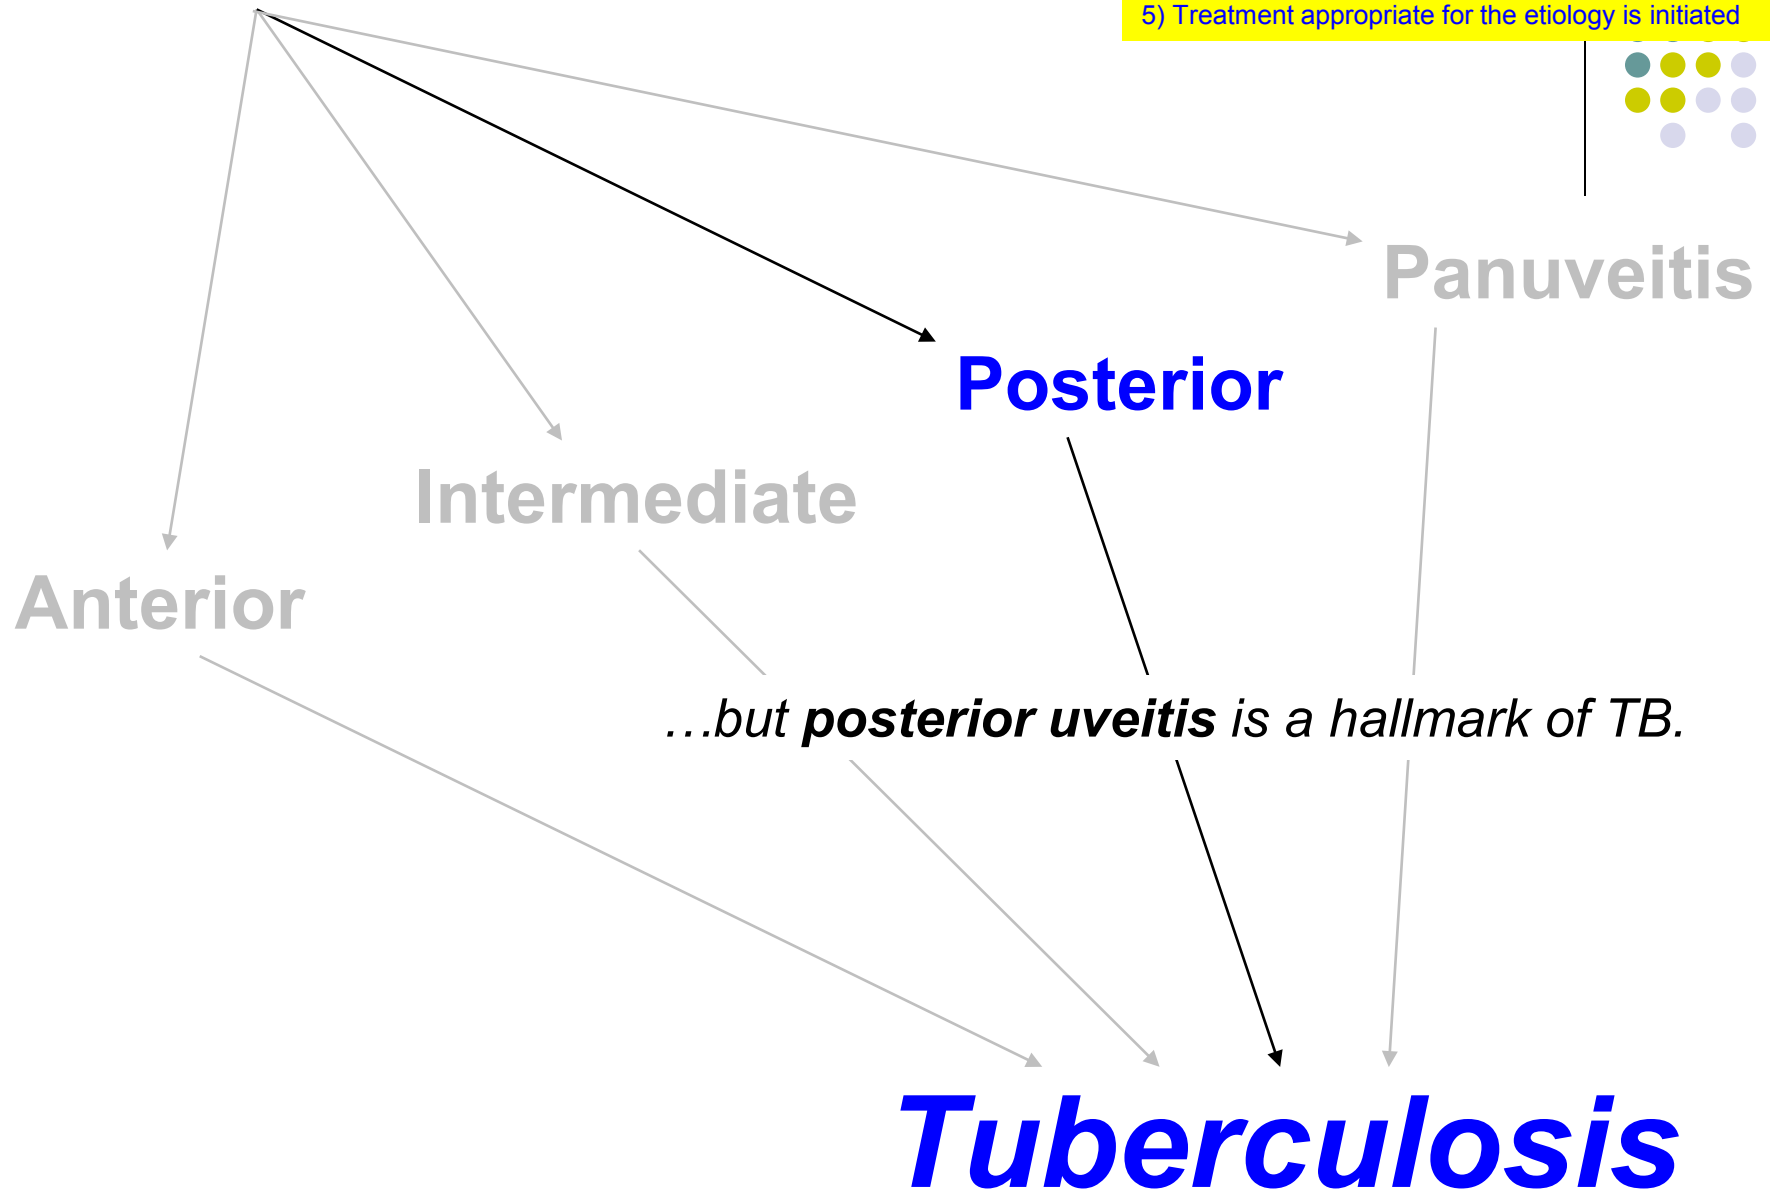 5) Treatment appropriate for the etiology is initiated
Panuveitis
Posterior
Intermediate
Anterior
…but posterior uveitis is a hallmark of TB.
Tuberculosis